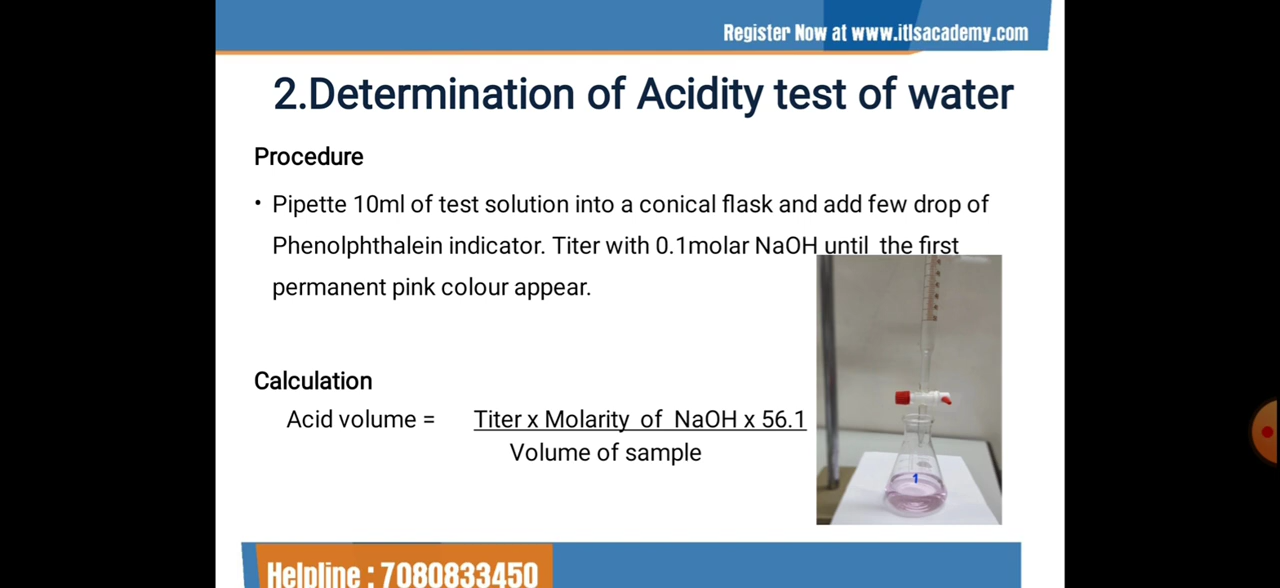 Register Now at www.itlsacademy.com
2.Determination of Acidity test of water
Procedure
• Pipette 10ml of test solution into a conical flask and add few drop of
Phenolphthalein indicator. Titer with 0.1molar NaOH until the first
permanent pink colour appear.
Calculation
Acid volume = Titer x Molarity of NaOH x 56.1
Volume of sample
1
Helpline : 7080833450